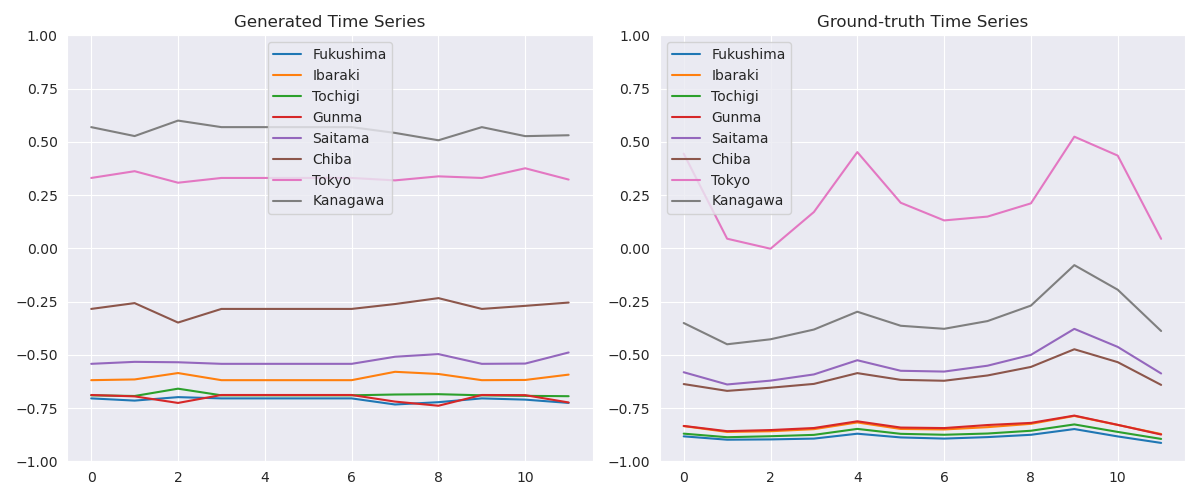 Generated Time Series
1.00
0.75
0.50
0.25
0.00
−0.25
−0.50
−0.75
−1.00
0 2 4 6 8 10
Fukushima
Ibaraki
Tochigi
Gunma
Saitama
Chiba
Tokyo
Kanagawa
Ground-truth Time Series
1.00
0.75
0.50
0.25
0.00
−0.25
−0.50
−0.75
−1.00
0 2 4 6 8 10
Fukushima
Ibaraki
Tochigi
Gunma
Saitama
Chiba
Tokyo
Kanagawa